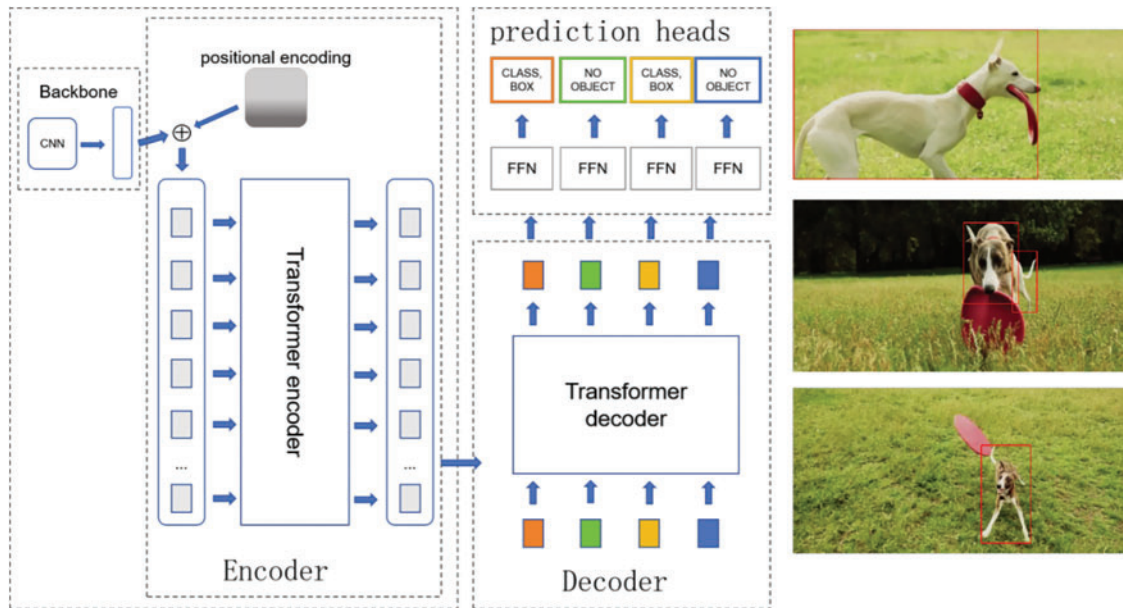 prediction heads
positional encoding
CLASS,
BOX
NO
OBJECT
CLASS,
BOX
NO
OBJECT
Backbone
CNN
FFN
FFN
FFN
FFN
Transformer encoder
...
...
Transformer
decoder
Encoder
Decoder